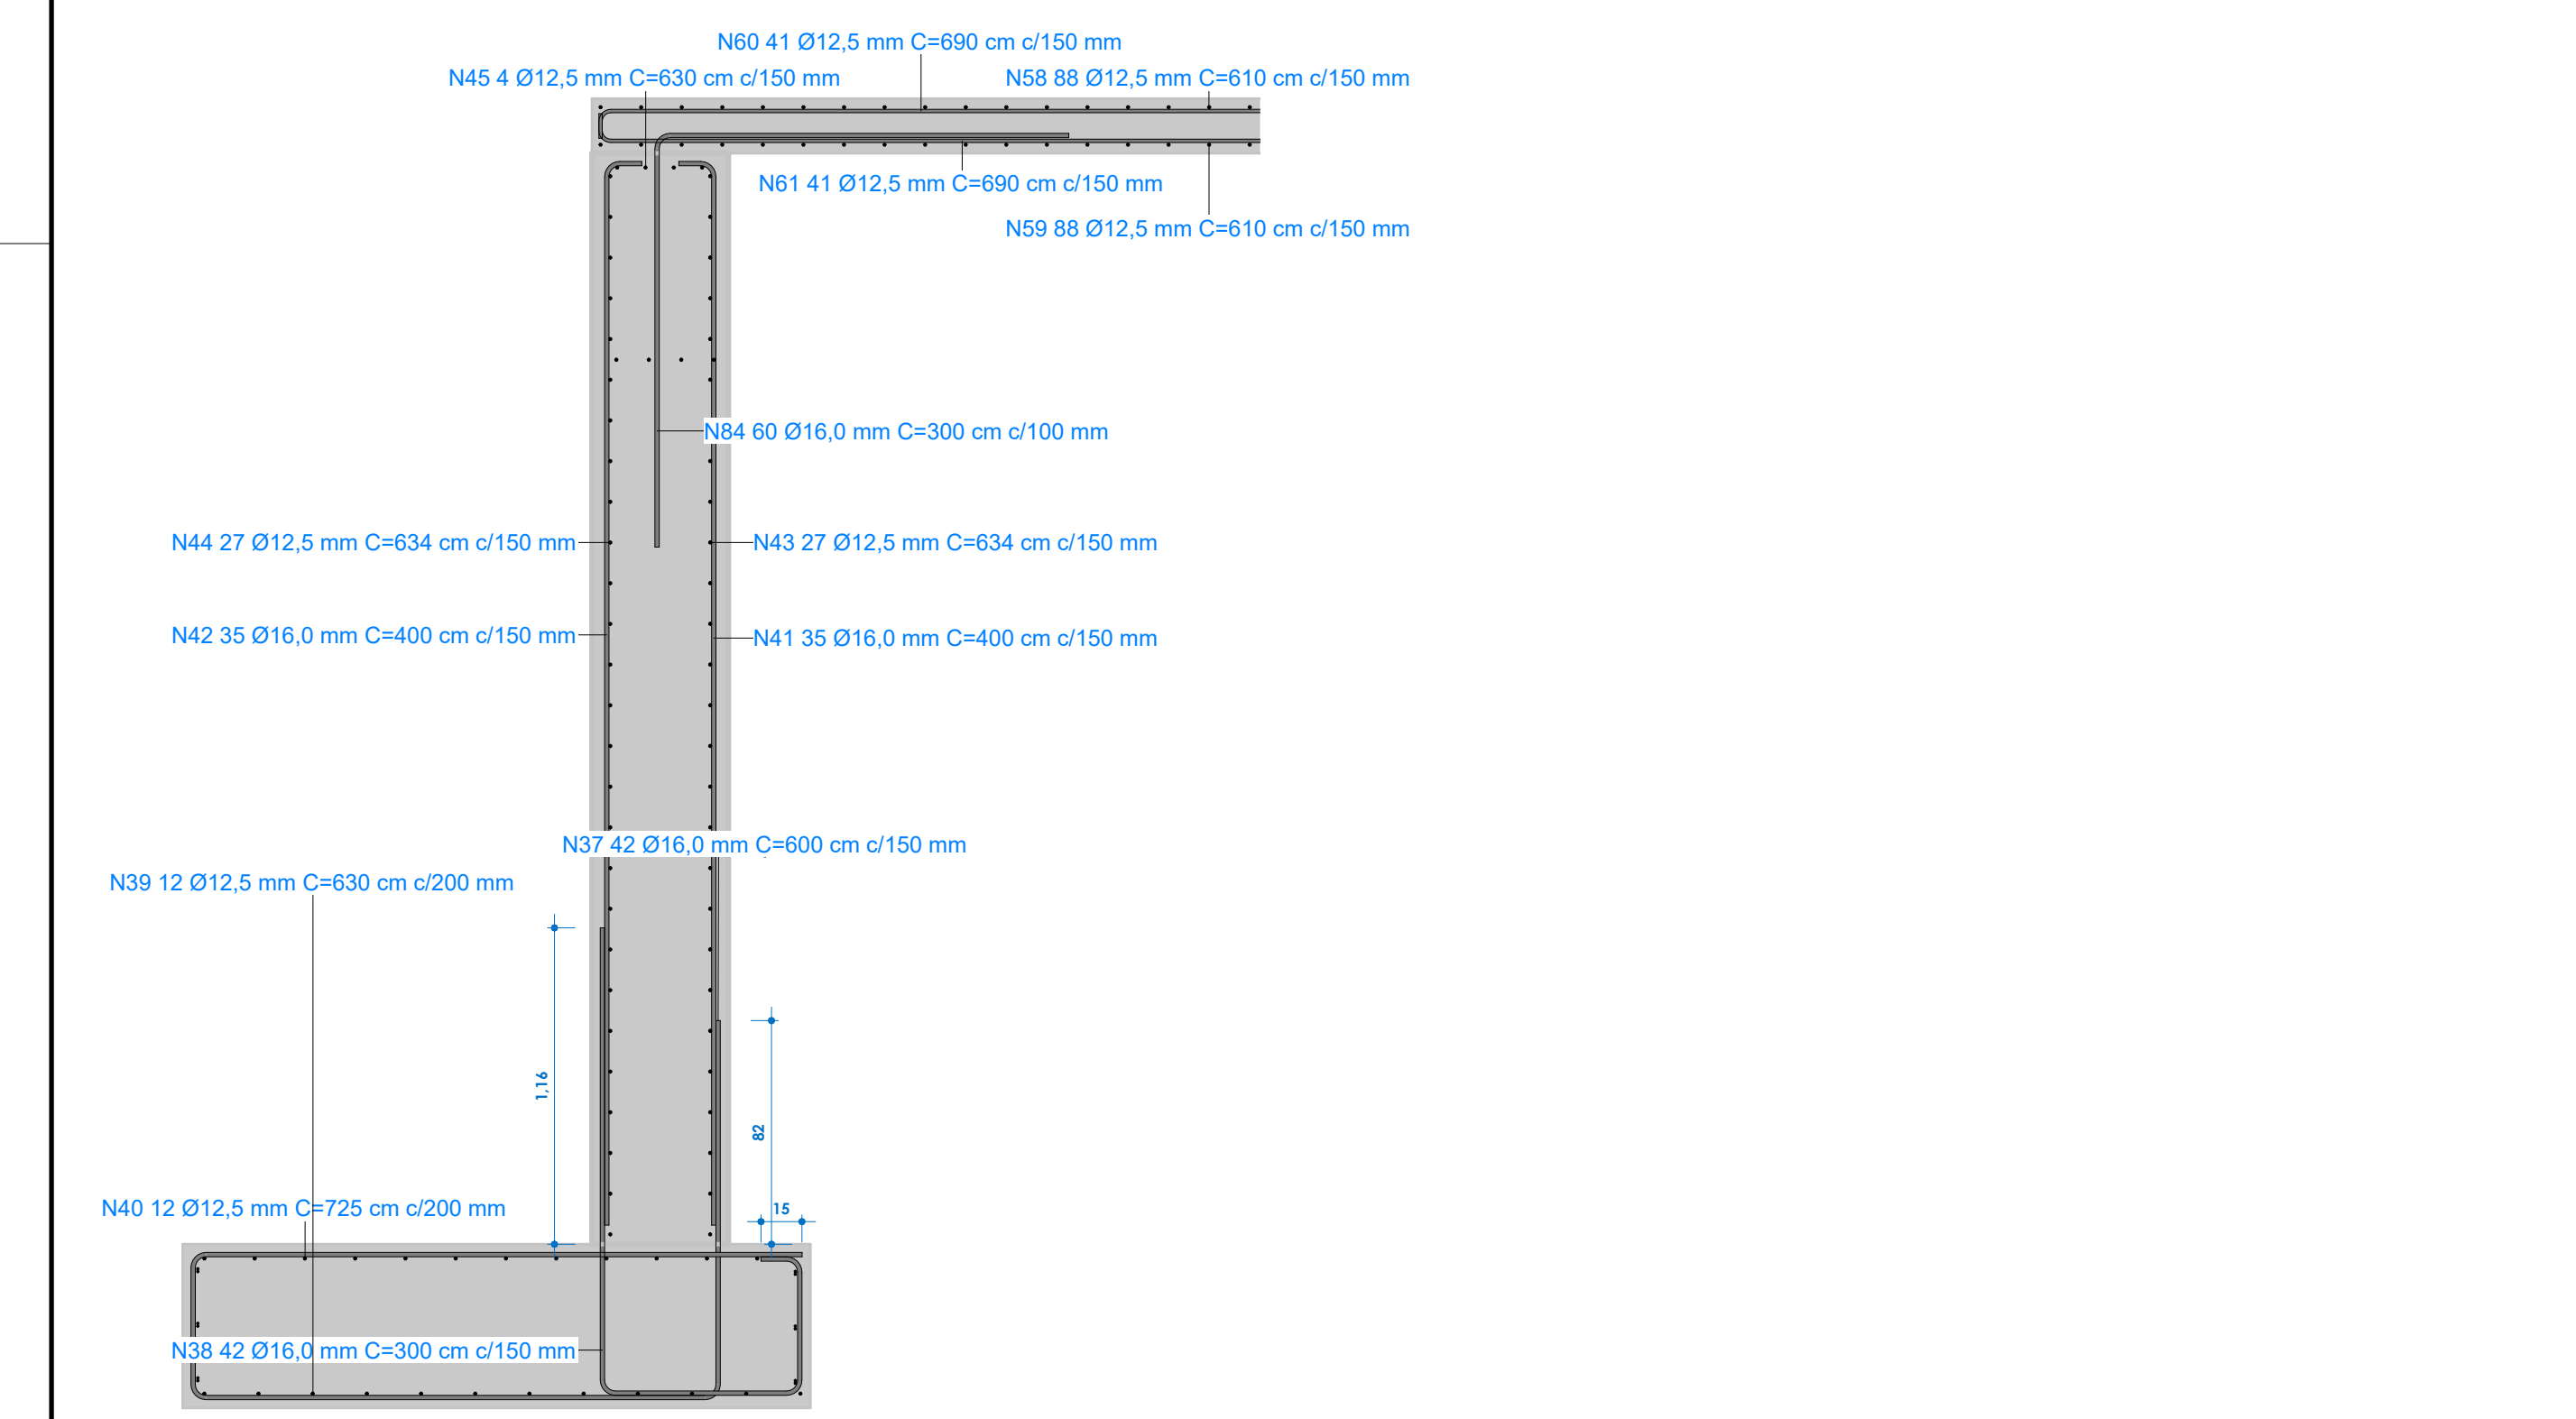 N60 41 Ø12,5 mm C=690 cm c/150 mm
N45 4 Ø12,5 mm C=630 cm c/150 mm
N58 88 Ø12,5 mm C=610 cm c/150 mm
N61 41 Ø12,5 mm C=690 cm c/150 mm
N59 88 Ø12,5 mm C=610 cm c/150 mm
N84 60 Ø16,0 mm C=300 cm c/100 mm
N44 27 Ø12,5 mm C=634 cm c/150 mm
N43 27 Ø12,5 mm C=634 cm c/150 mm
N42 35 Ø16,0 mm C=400 cm c/150 mm
N41 35 Ø16,0 mm C=400 cm c/150 mm
N37 42 Ø16,0 mm C=600 cm c/150 mm
N39 12 Ø12,5 mm C=630 cm c/200 mm
1,16
82
N40 12 Ø12,5 mm C=725 cm c/200 mm
15
N38 42 Ø16,0 mm C=300 cm c/150 mm